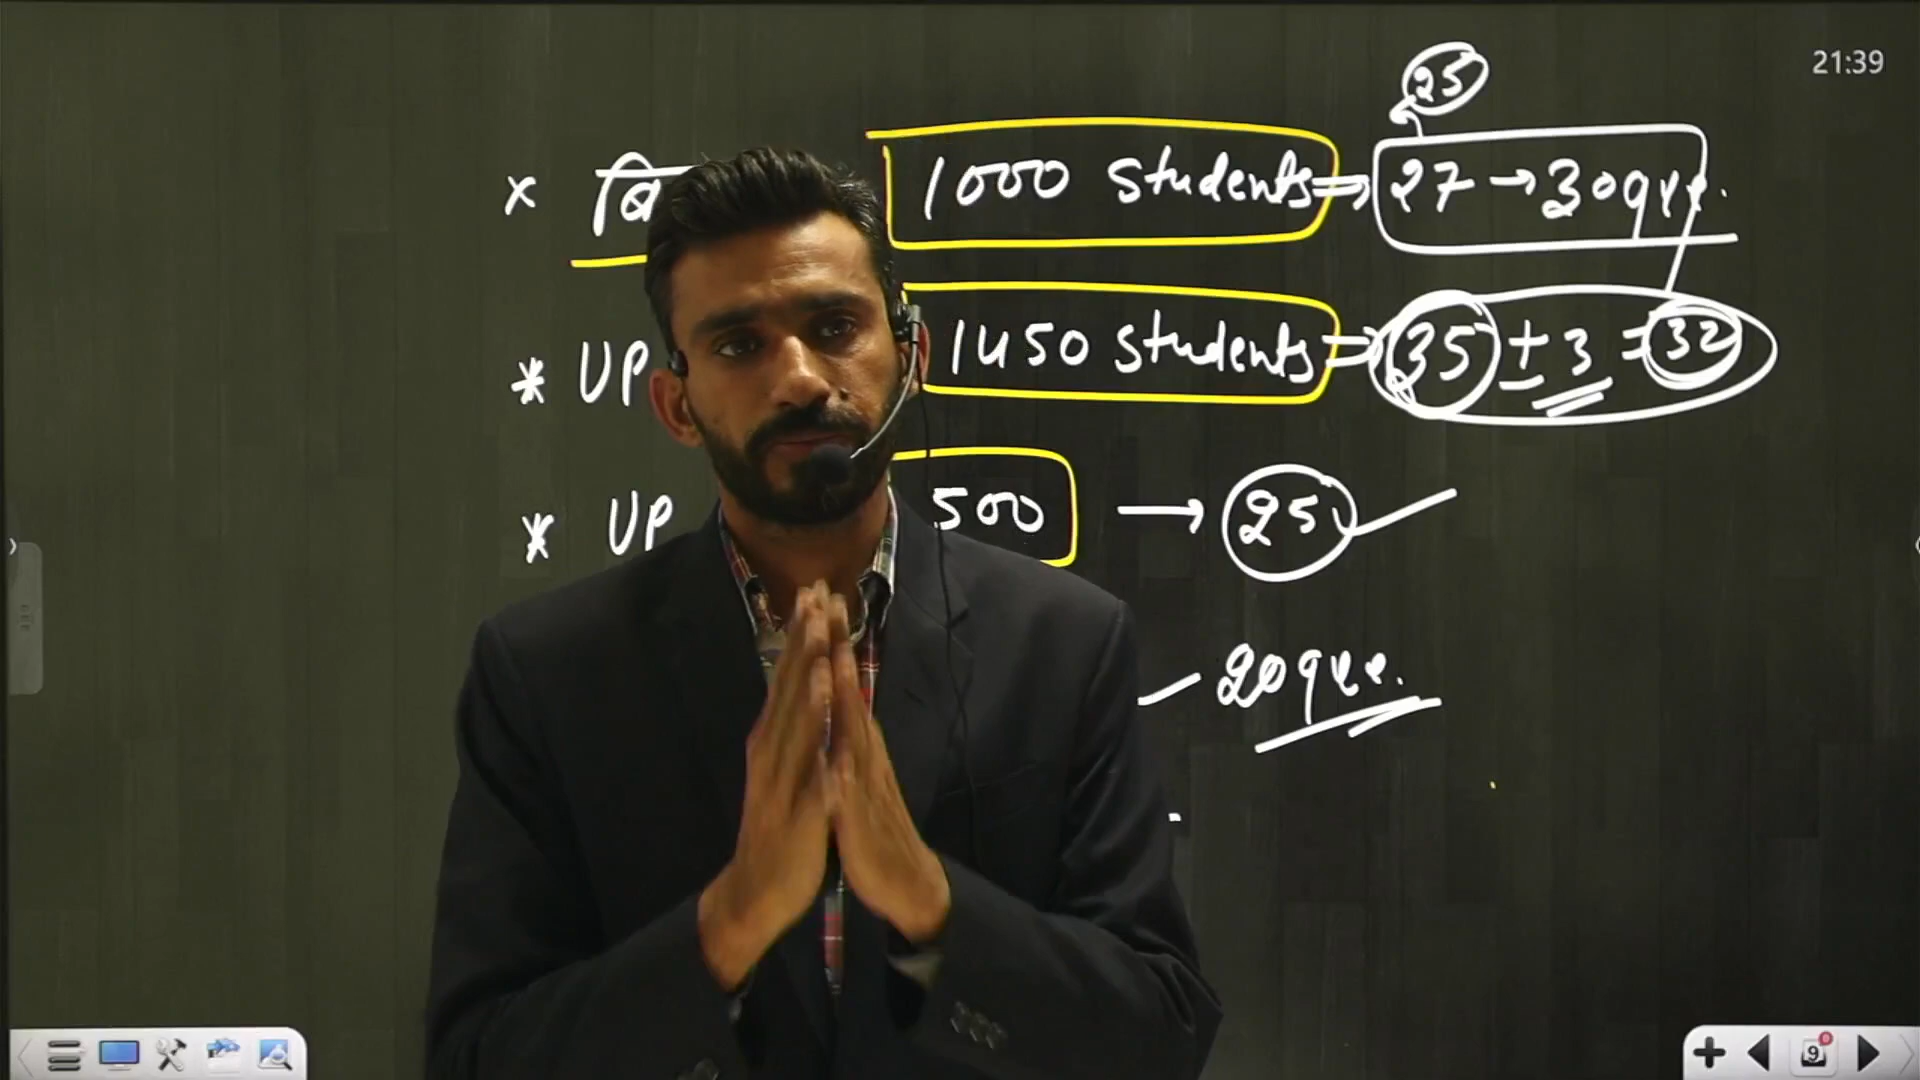 21:39
25
× 1000 students ⇒ 27 → 30 que.
* UP 1450 students ⇒ 35 ± 3 = 32
* UP 500 → 25
- 20 que.
9